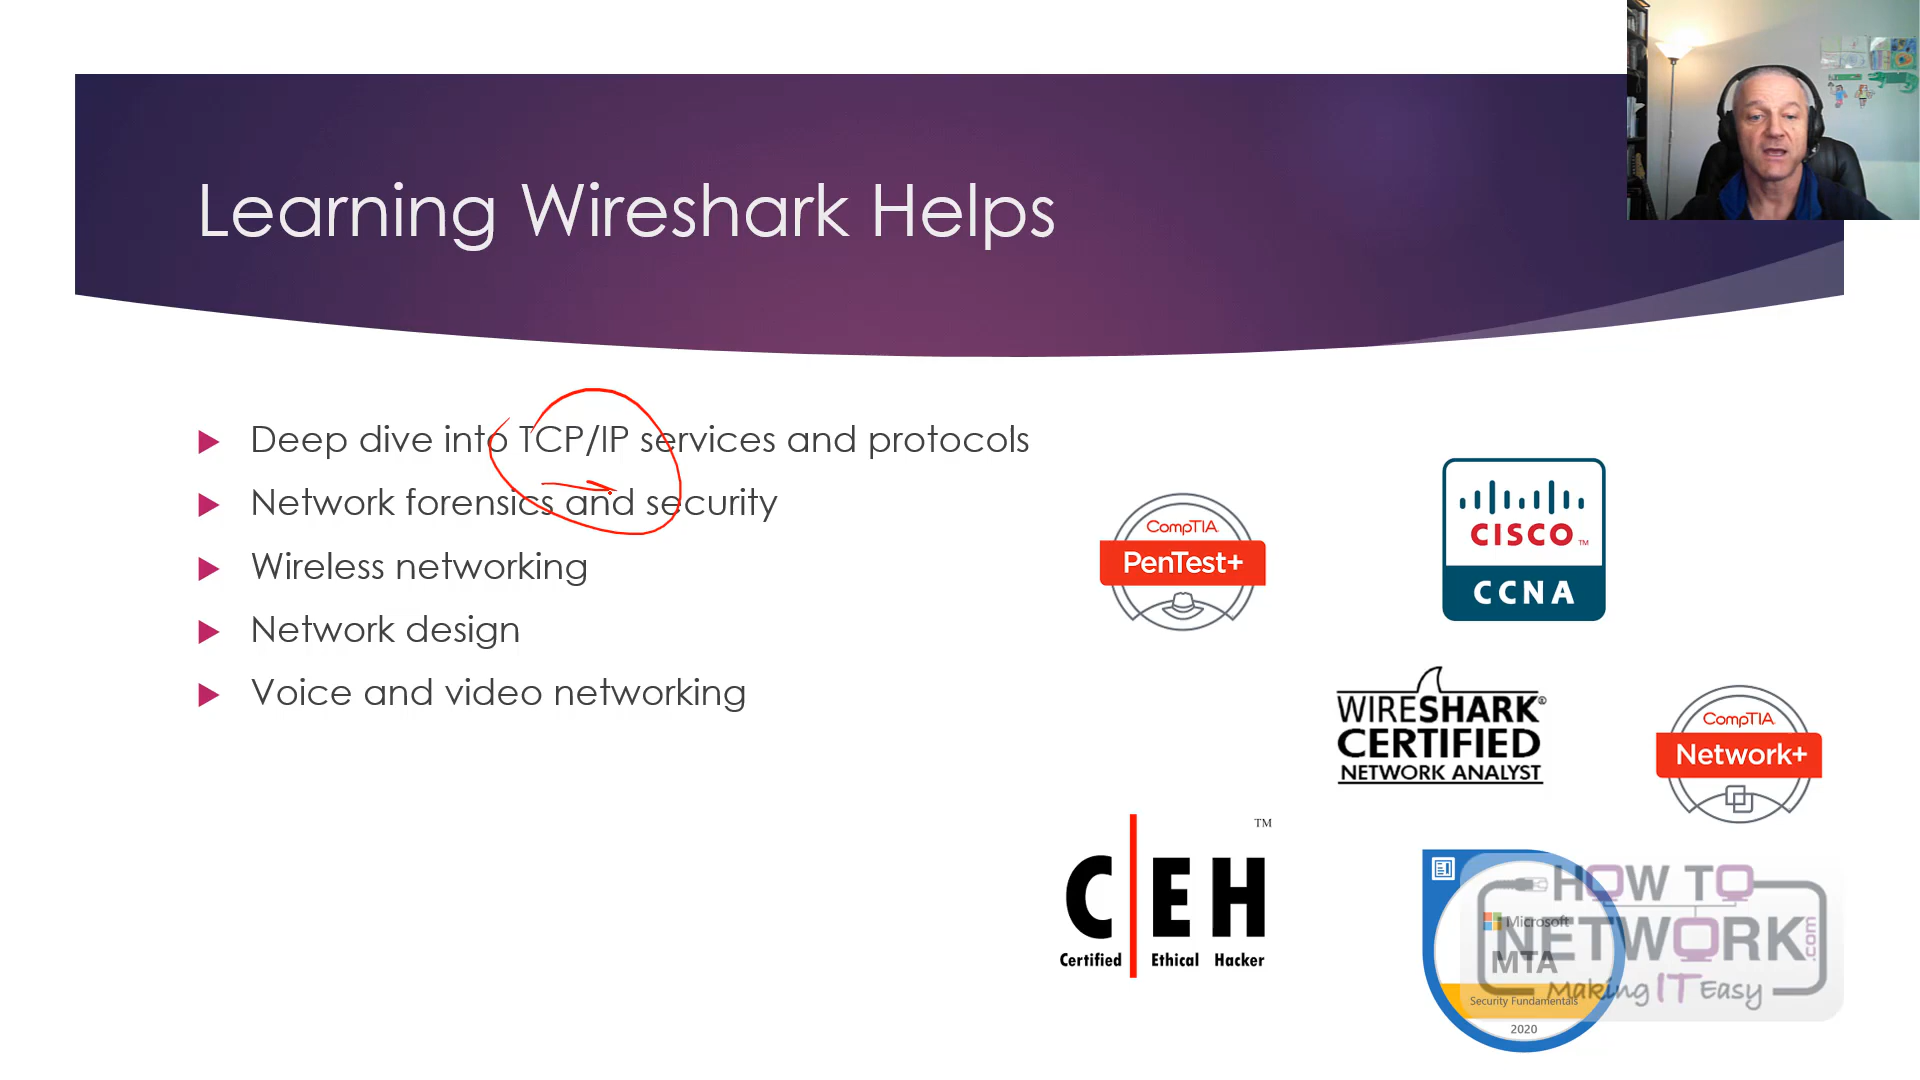 Learning Wireshark Helps
Deep dive into TCP/IP services and protocols
Network forensics and security
Wireless networking
Network design
Voice and video networking
CompTIA
PenTest+
CISCO™
CCNA
WIRESHARK®
CERTIFIED
NETWORK ANALYST
CompTIA
Network+
TM
C EH
Certified Ethical Hacker
Microsoft
MTA
Security Fundamentals
2020
HOW TO
NETWORK.com
Making IT Easy